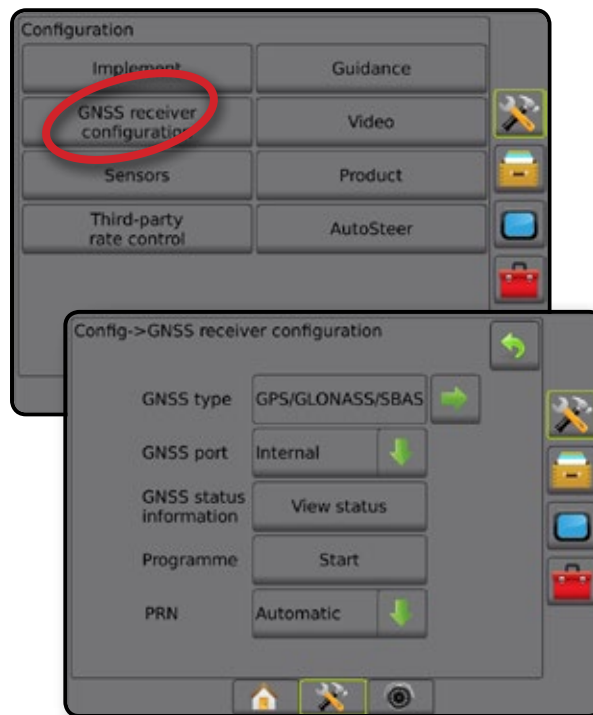 Configuration
Implement
Guidance
GNSS receiver
configuration
Video
Sensors
Product
Third-party
rate control
AutoSteer
Config->GNSS receiver configuration
GNSS type
GPS/GLONASS/SBAS
GNSS port
Internal
GNSS status
information
View status
Programme
Start
PRN
Automatic